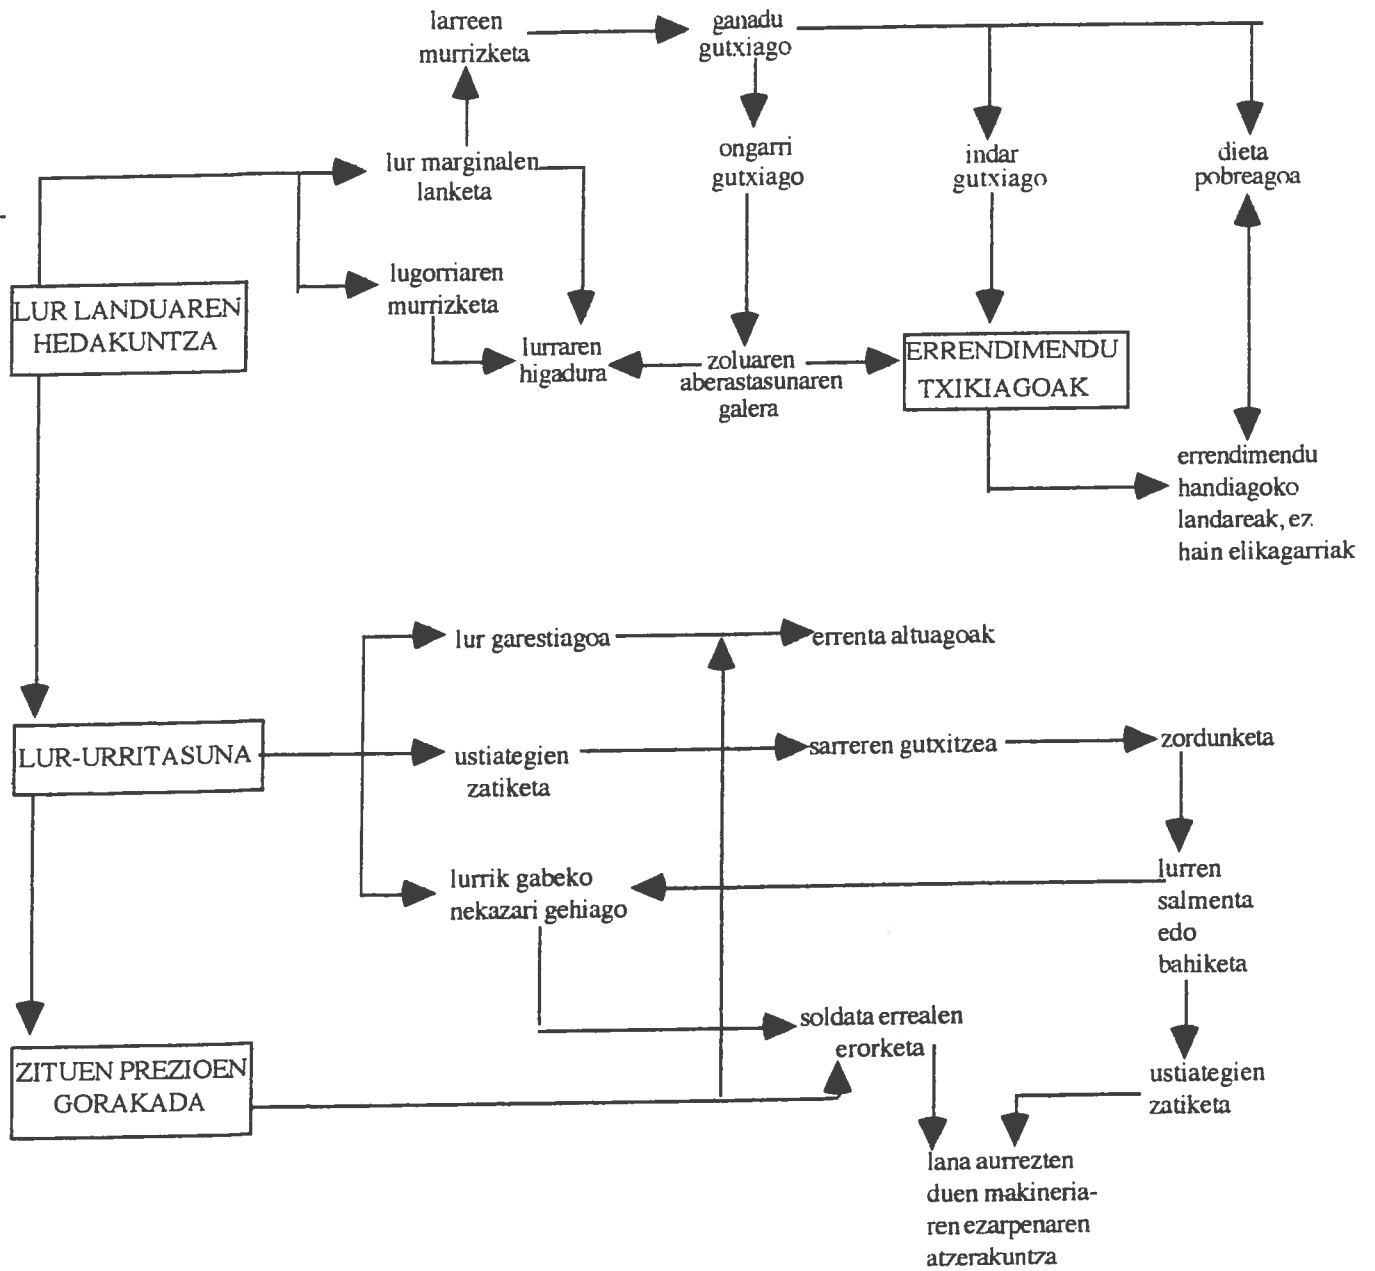 larreen
murrizketa
ganadu
gutxiago
lur marginalen
lanketa
ongarri
gutxiago
indar
gutxiago
dieta
pobreagoa
LUR LANDUAREN
HEDAKUNTZA
lugorriaren
murrizketa
lurraren
higadura
zoluaren
aberastasunaren
galera
ERRENDIMENDU
TXIKIAGOAK
errendimendu
handiagoko
landareak, ez
hain elikagarriak
lur garestiagoa
errenta altuagoak
LUR-URRITASUNA
ustiategien
zatiketa
sarreren gutxitzea
zordunketa
lurrik gabeko
nekazari gehiago
lurren
salmenta
edo
bahiketa
soldata errealen
erorketa
ZITUEN PREZIOEN
GORAKADA
ustiategien
zatiketa
lana aurrezten
duen makineria-
ren ezarpenaren
atzerakuntza